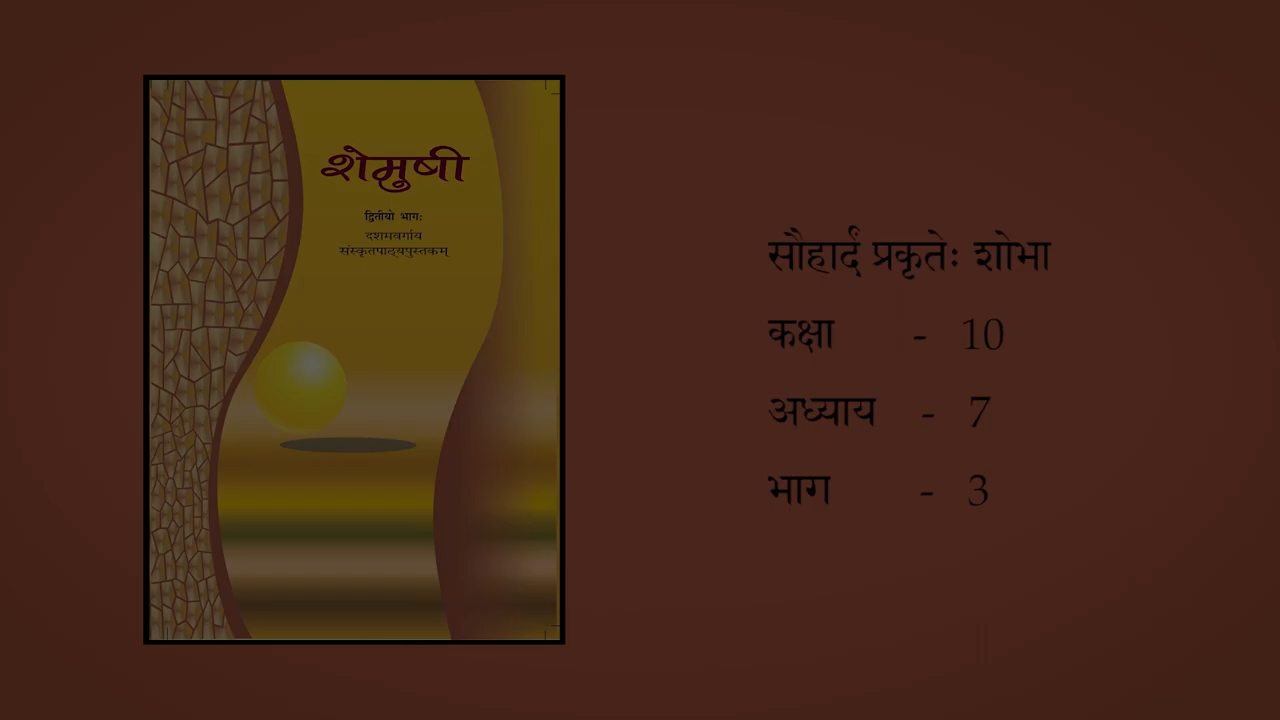 शेमुषी
द्वितीयो भागः
दशमवर्गाय
संस्कृतपाठ्यपुस्तकम्
सौहार्दं प्रकृतेः शोभा
कक्षा - 10
अध्याय - 7
भाग - 3